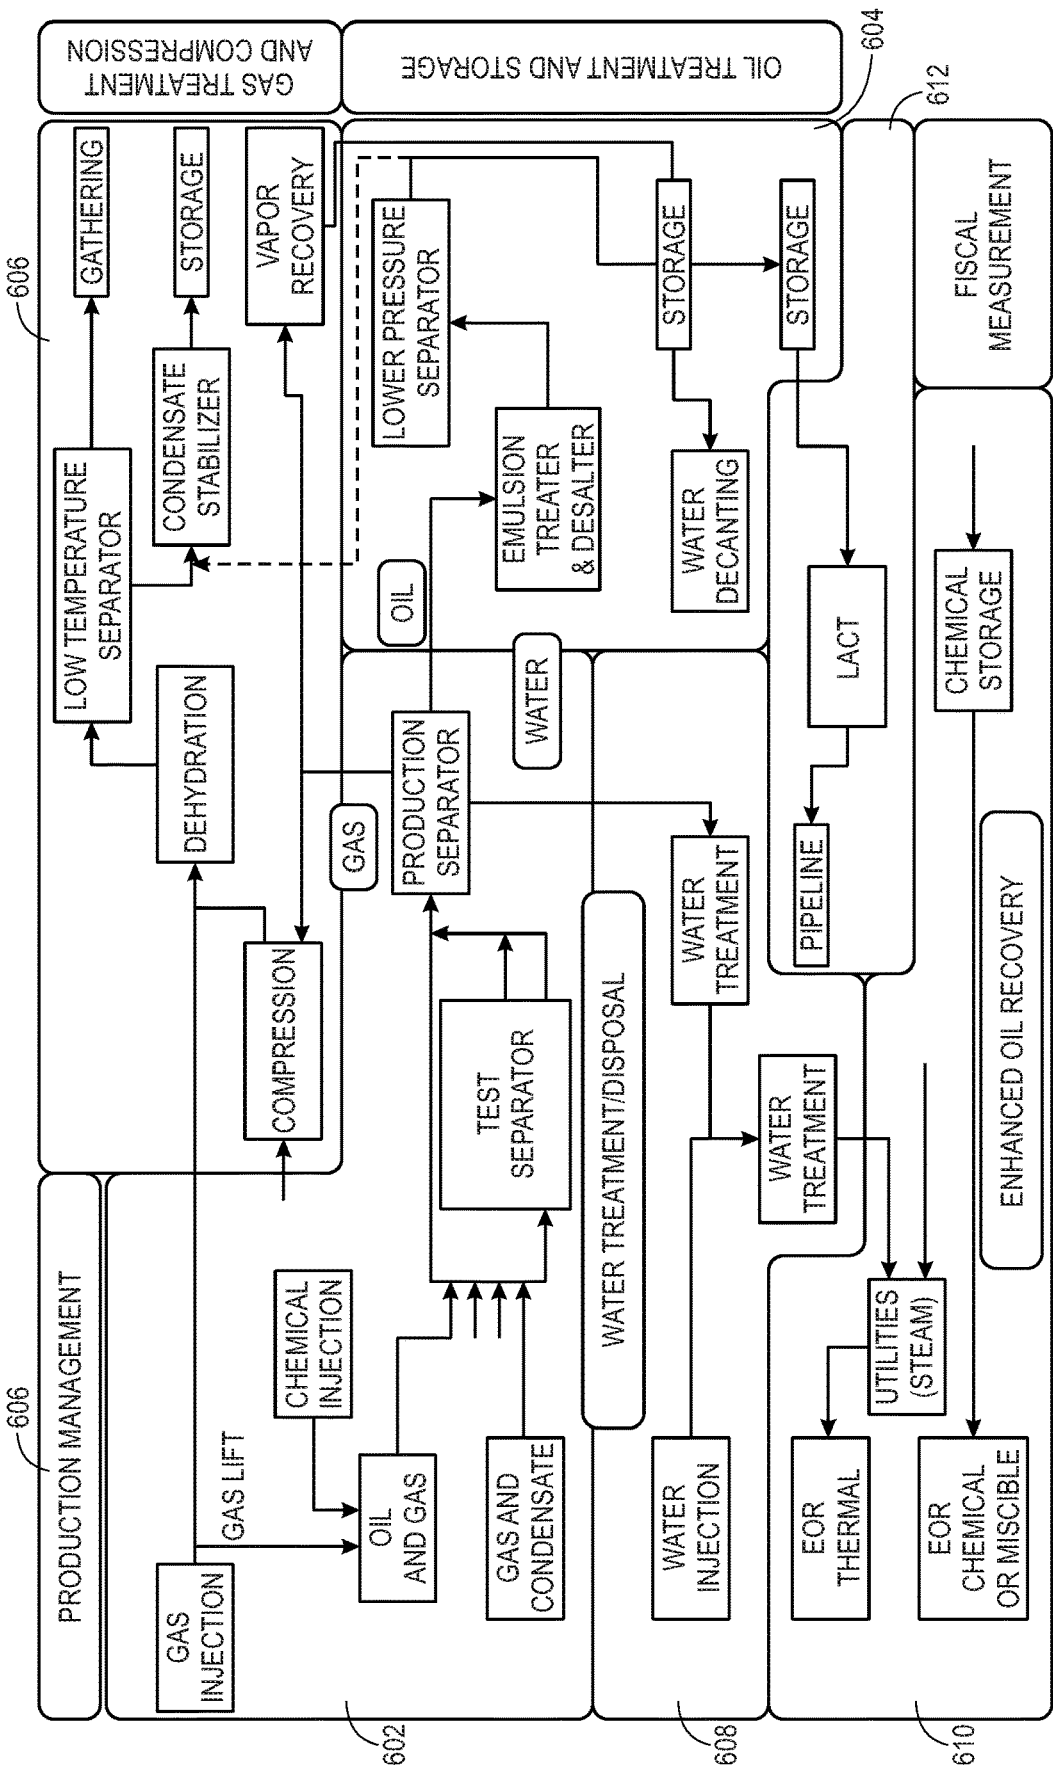 606
PRODUCTION MANAGEMENT
606
GAS TREATMENT
AND COMPRESSION
GAS
INJECTION
GAS LIFT
DEHYDRATION
LOW TEMPERATURE
SEPARATOR
GATHERING
CONDENSATE
STABILIZER
STORAGE
CHEMICAL
INJECTION
COMPRESSION
VAPOR
RECOVERY
OIL
AND GAS
GAS
OIL
PRODUCTION
SEPARATOR
LOWER PRESSURE
SEPARATOR
OIL TREATMENT AND STORAGE
602
GAS AND
CONDENSATE
TEST
SEPARATOR
WATER
EMULSION
TREATER
& DESALTER
WATER TREATMENT/DISPOSAL
608
WATER
INJECTION
WATER
TREATMENT
WATER
DECANTING
STORAGE
604
WATER
TREATMENT
PIPELINE
LACT
STORAGE
612
EOR
THERMAL
UTILITIES
(STEAM)
610
EOR
CHEMICAL
OR MISCIBLE
CHEMICAL
STORAGE
FISCAL
MEASUREMENT
ENHANCED OIL RECOVERY